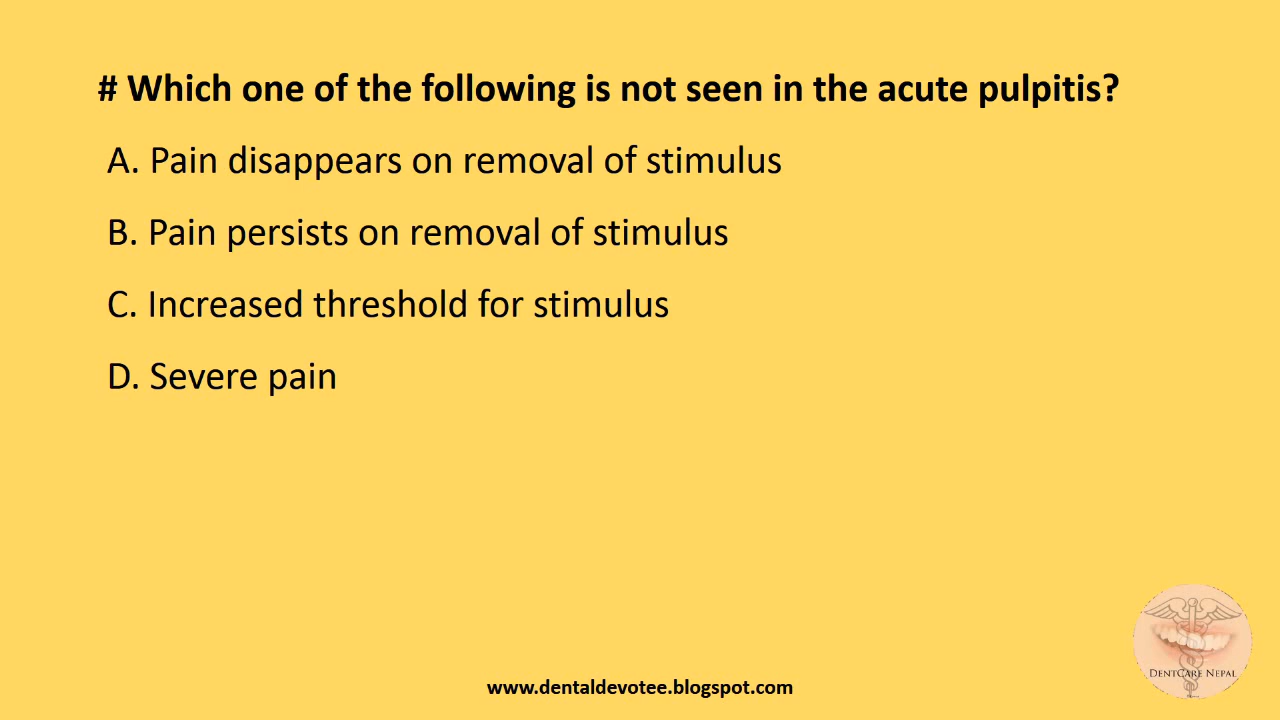 # Which one of the following is not seen in the acute pulpitis?
A. Pain disappears on removal of stimulus
B. Pain persists on removal of stimulus
C. Increased threshold for stimulus
D. Severe pain
DentCare Nepal
www.dentaldevotee.blogspot.com